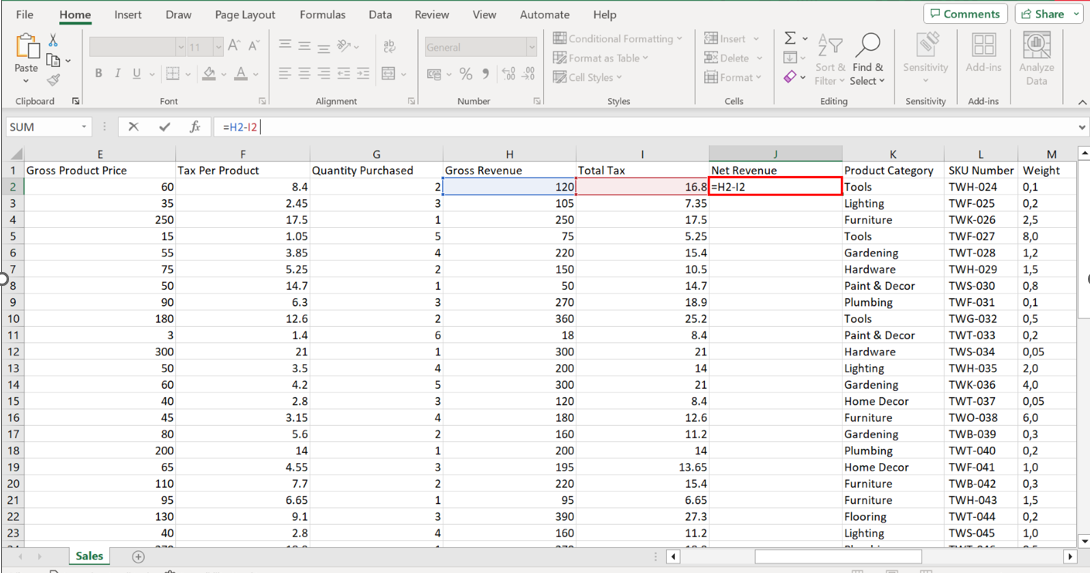 File Home Insert Draw Page Layout Formulas Data Review View Automate Help Comments Share
Paste
11 A A
B I U A
ab
General
% 9 .00 .00
Conditional Formatting
Format as Table
Cell Styles
Insert
Delete
Format
Sort & Filter
Find & Select
Sensitivity
Add-ins
Analyze Data
Clipboard Font Alignment Number Styles Cells Editing Sensitivity Add-ins
SUM fx =H2-I2
E F G H I J K L M
1 Gross Product Price Tax Per Product Quantity Purchased Gross Revenue Total Tax Net Revenue Product Category SKU Number Weight
2 60 8.4 2 120 16.8 =H2-I2 Tools TWH-024 0,1
3 35 2.45 3 105 7.35 Lighting TWF-025 0,2
4 250 17.5 1 250 17.5 Furniture TWK-026 2,5
5 15 1.05 5 75 5.25 Tools TWF-027 8,0
6 55 3.85 4 220 15.4 Gardening TWT-028 1,2
7 75 5.25 2 150 10.5 Hardware TWH-029 1,5
8 50 14.7 1 50 14.7 Paint & Decor TWS-030 0,8
9 90 6.3 3 270 18.9 Plumbing TWF-031 0,1
10 180 12.6 2 360 25.2 Tools TWG-032 0,5
11 3 1.4 6 18 8.4 Paint & Decor TWT-033 0,2
12 300 21 1 300 21 Hardware TWS-034 0,05
13 50 3.5 4 200 14 Lighting TWH-035 2,0
14 60 4.2 5 300 21 Gardening TWK-036 4,0
15 40 2.8 3 120 8.4 Home Decor TWT-037 0,05
16 45 3.15 4 180 12.6 Furniture TWO-038 6,0
17 80 5.6 2 160 11.2 Gardening TWB-039 0,3
18 200 14 1 200 14 Plumbing TWT-040 0,2
19 65 4.55 3 195 13.65 Home Decor TWF-041 1,0
20 110 7.7 2 220 15.4 Furniture TWB-042 0,3
21 95 6.65 1 95 6.65 Furniture TWH-043 1,5
22 130 9.1 3 390 27.3 Flooring TWT-044 0,2
23 40 2.8 4 160 11.2 Lighting TWS-045 1,0
Sales